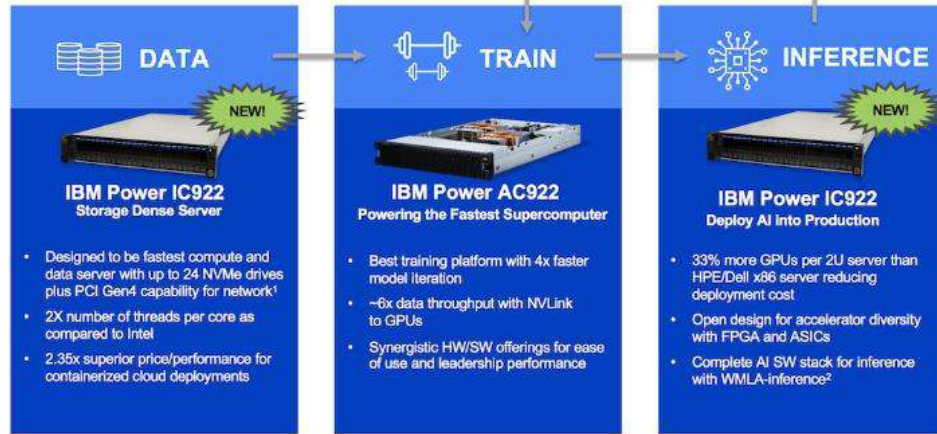 DATA
NEW!
IBM Power IC922
Storage Dense Server
• Designed to be fastest compute and
data server with up to 24 NVMe drives
plus PCI Gen4 capability for network¹
• 2X number of threads per core as
compared to Intel
• 2.35x superior price/performance for
containerized cloud deployments
TRAIN
IBM Power AC922
Powering the Fastest Supercomputer
• Best training platform with 4x faster
model iteration
• ~6x data throughput with NVLink
to GPUs
• Synergistic HW/SW offerings for ease
of use and leadership performance
INFERENCE
NEW!
IBM Power IC922
Deploy AI into Production
• 33% more GPUs per 2U server than
HPE/Dell x86 server reducing
deployment cost
• Open design for accelerator diversity
with FPGA and ASICs
• Complete AI SW stack for inference
with WMLA-inference²